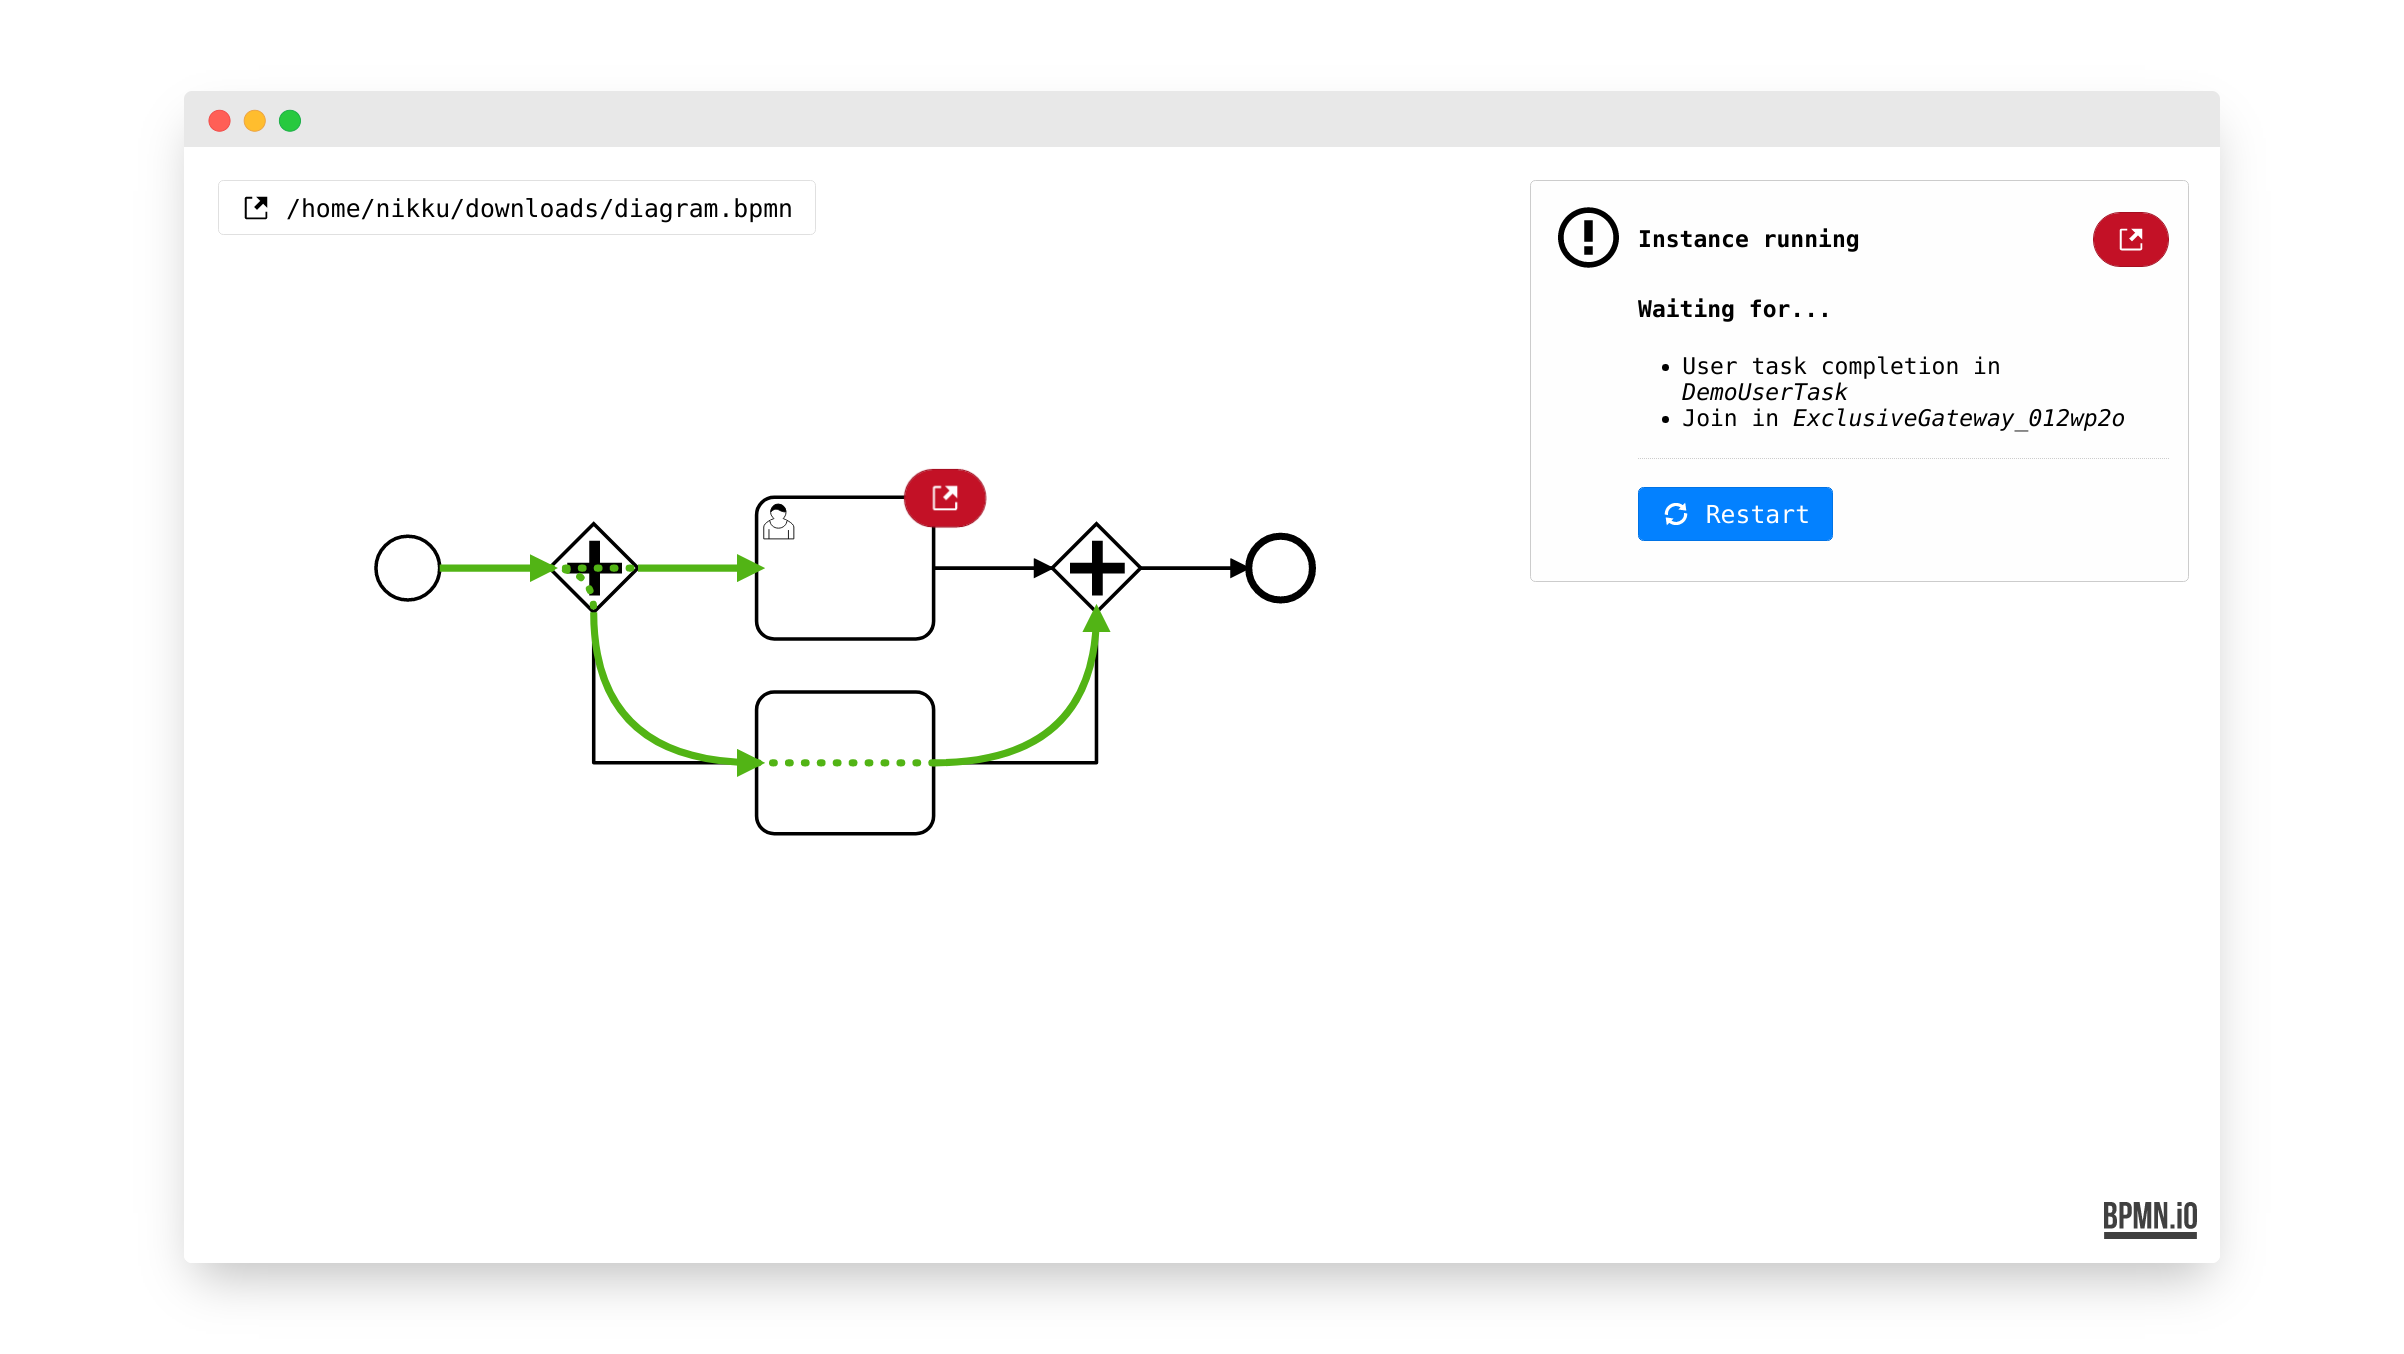 /home/nikku/downloads/diagram.bpmn
Instance running
Waiting for...
User task completion in
DemoUserTask
Join in ExclusiveGateway_012wp2o
Restart
BPMN.iO